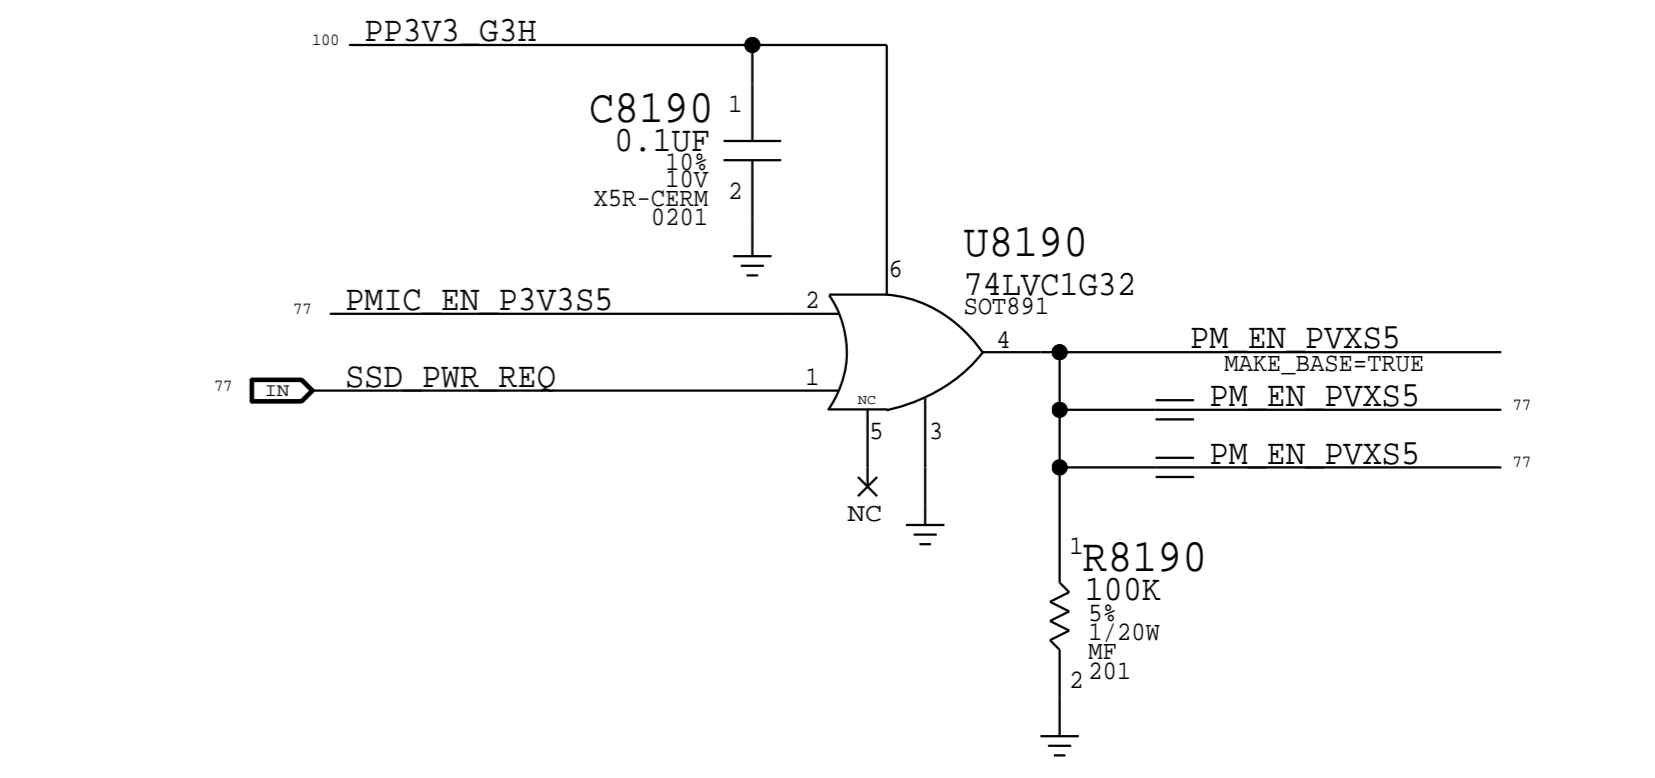 100 PP3V3_G3H
C8190 1
0.1UF
10%
10V
X5R-CERM 2
0201
U8190
6
74LVC1G32
SOT891
77 PMIC_EN_P3V3S5 2
4 PM_EN_PVXS5
MAKE_BASE=TRUE
77 IN SSD_PWR_REQ 1
NC
PM_EN_PVXS5 77
5 3
PM_EN_PVXS5 77
NC
1 R8190
100K
5%
1/20W
MF
2 201